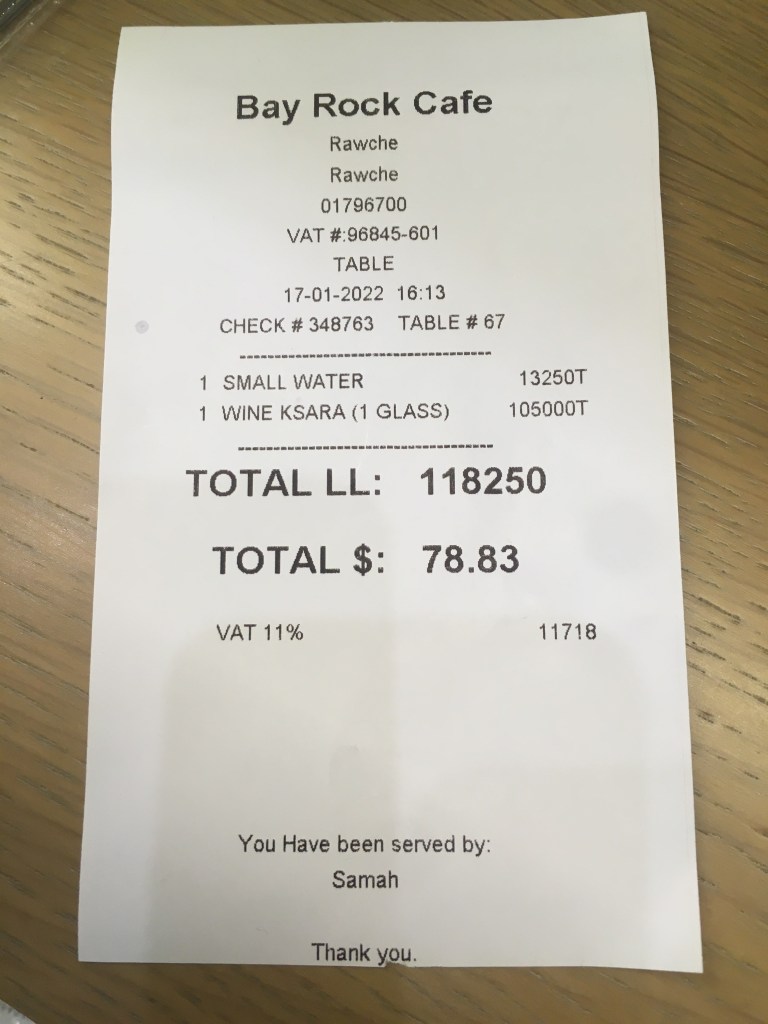 Bay Rock Cafe
Rawche
Rawche
01796700
VAT #:96845-601
TABLE
17-01-2022 16:13
CHECK # 348763 TABLE # 67
------------------------------------
1 SMALL WATER 13250T
1 WINE KSARA (1 GLASS) 105000T
------------------------------------
TOTAL LL: 118250
TOTAL $: 78.83
VAT 11% 11718
You Have been served by:
Samah
Thank you.